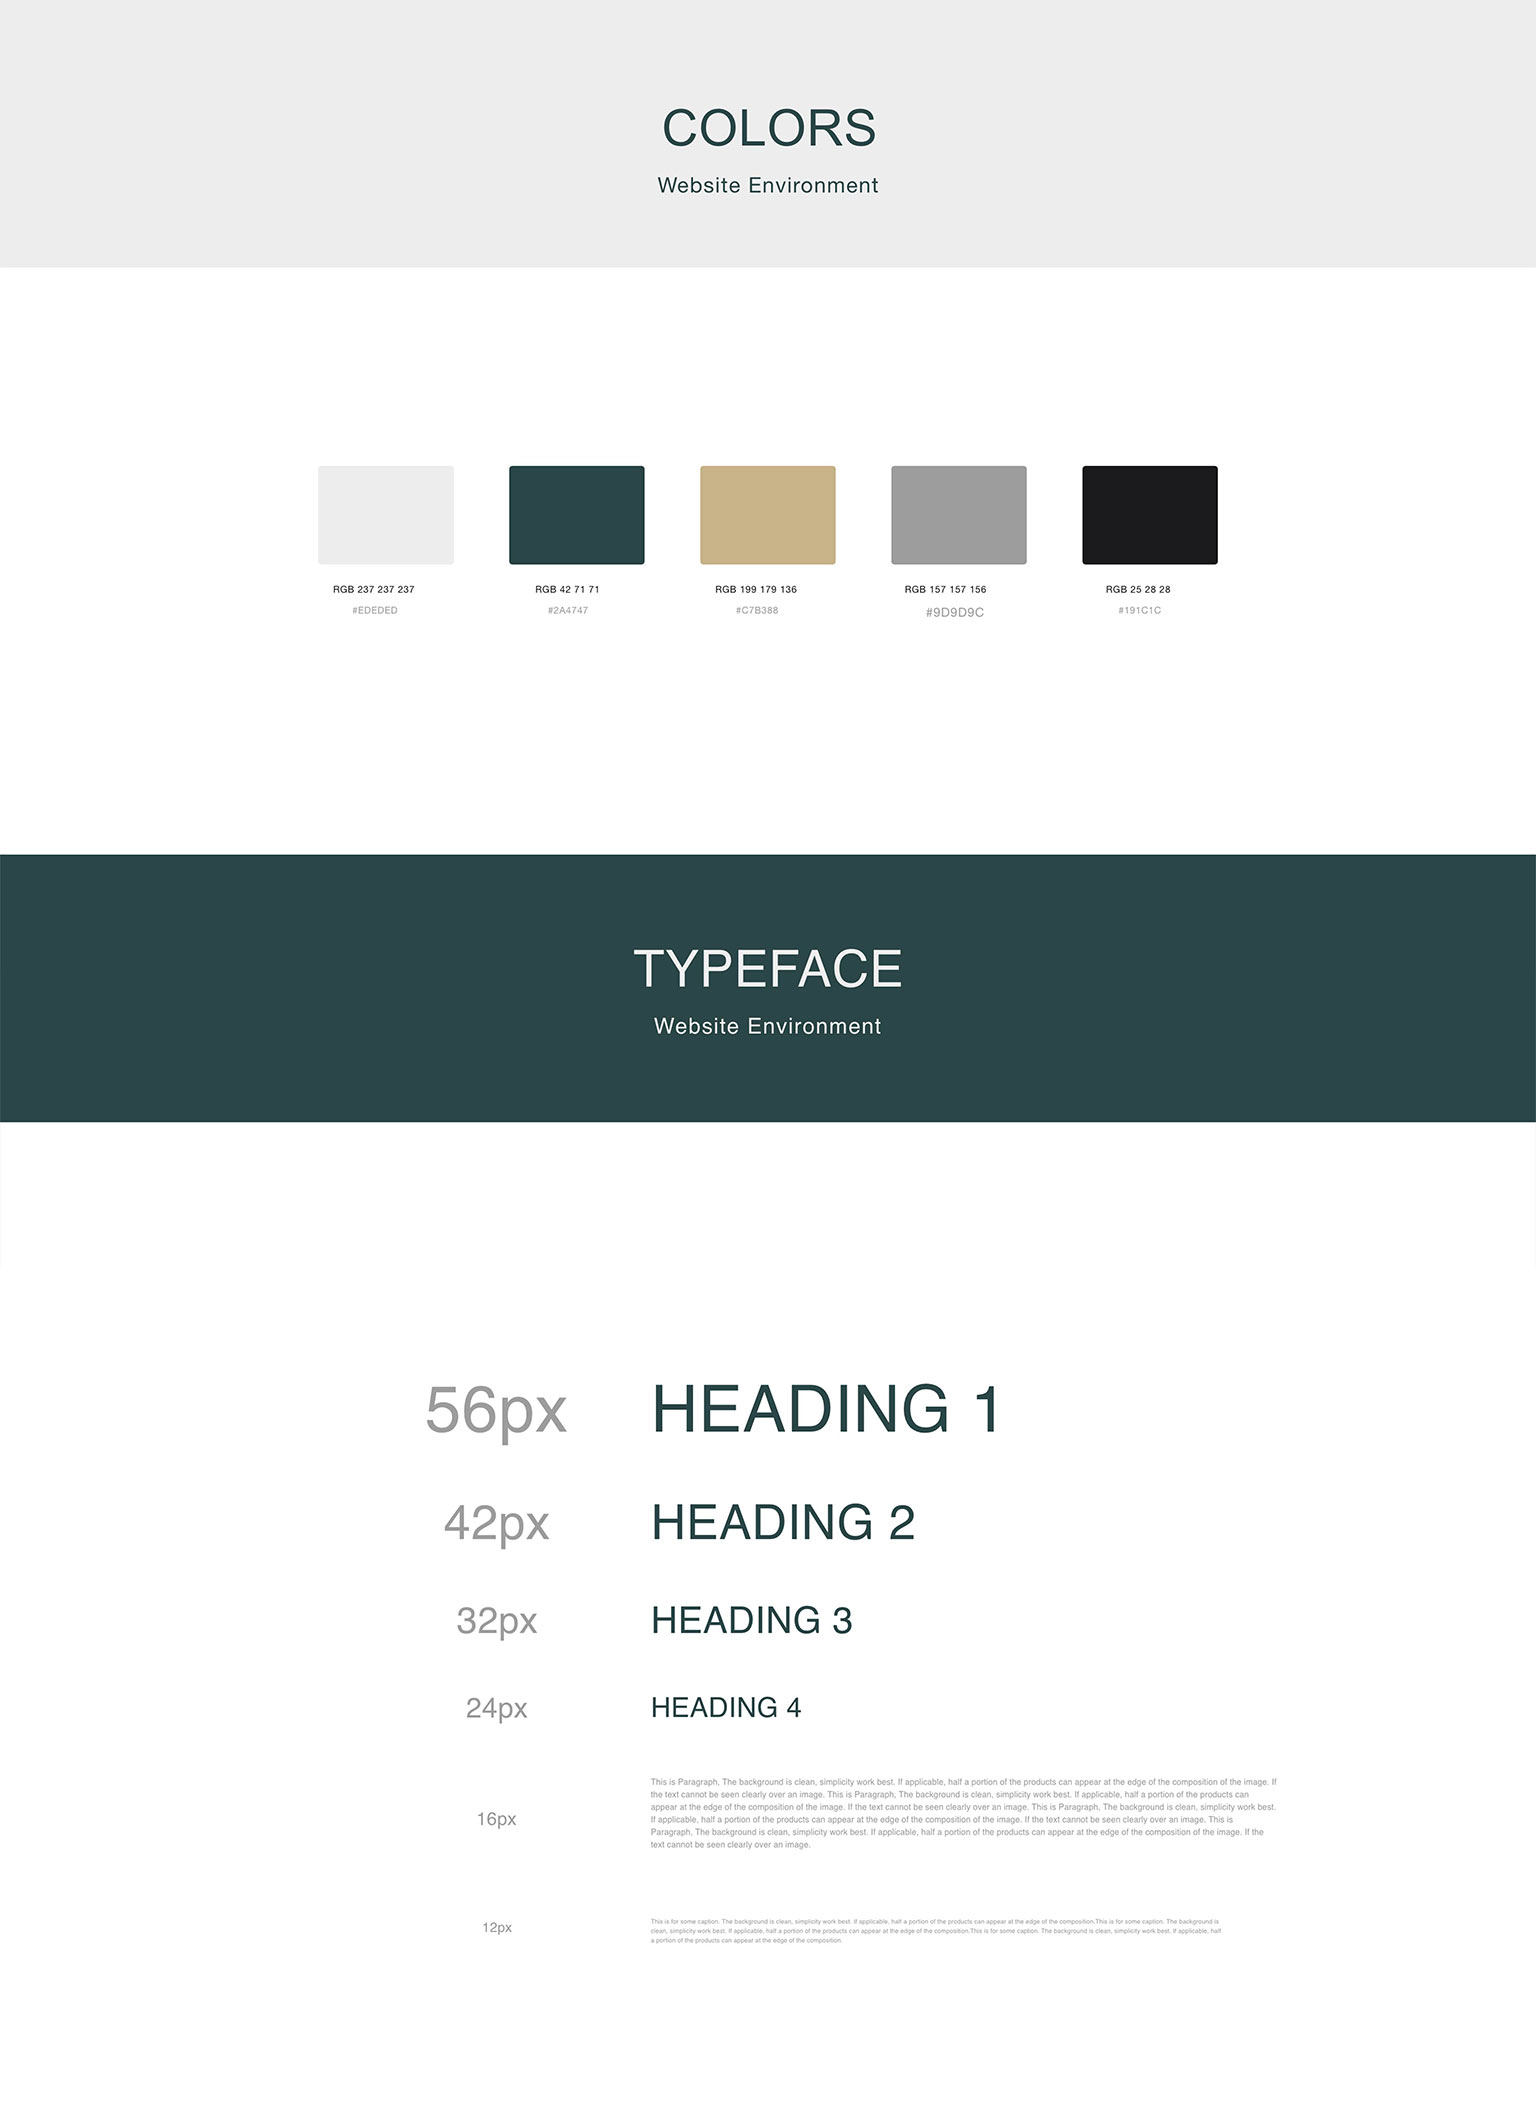 COLORS
Website Environment
RGB 237 237 237
#EDEDED
RGB 42 71 71
#2A4747
RGB 199 179 136
#C7B388
RGB 157 157 156
#9D9D9C
RGB 25 28 28
#191C1C
TYPEFACE
Website Environment
56px
HEADING 1
42px
HEADING 2
32px
HEADING 3
24px
HEADING 4
16px
This is Paragraph, The background is clean, simplicity work best. If applicable, half a portion of the products can appear at the edge of the composition of the image. If
the text cannot be seen clearly over an image. This is Paragraph, The background is clean, simplicity work best. If applicable, half a portion of the products can
appear at the edge of the composition of the image. If the text cannot be seen clearly over an image. This is Paragraph, The background is clean, simplicity work best.
If applicable, half a portion of the products can appear at the edge of the composition of the image. If the text cannot be seen clearly over an image. This is
Paragraph, The background is clean, simplicity work best. If applicable, half a portion of the products can appear at the edge of the composition of the image. If the
text cannot be seen clearly over an image.
12px
This is for some caption. The background is clean, simplicity work best. If applicable, half a portion of the products can appear at the edge of the composition.This is for some caption. The background is
clean, simplicity work best. If applicable, half a portion of the products can appear at the edge of the composition.This is for some caption. The background is clean, simplicity work best. If applicable, half
a portion of the products can appear at the edge of the composition.